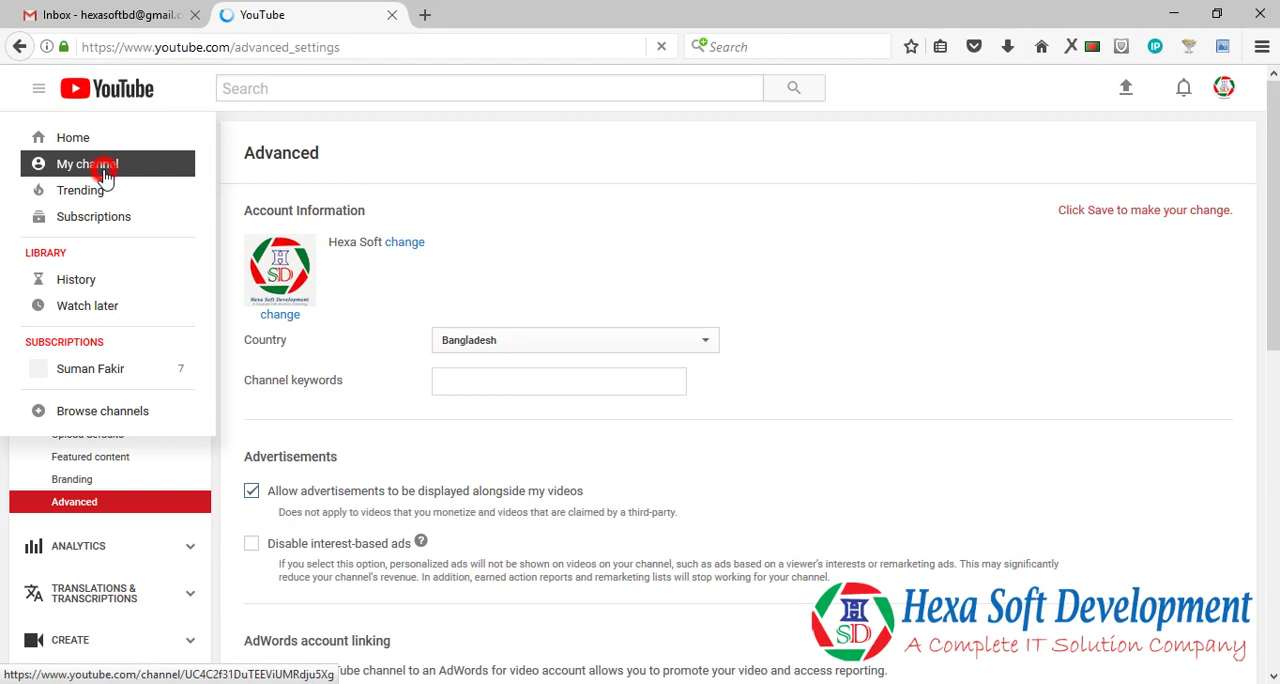 Inbox - hexasoftbd@gmail.c
YouTube
https://www.youtube.com/advanced_settings
Search
YouTube
Search
Home
My channel
Trending
Subscriptions
LIBRARY
History
Watch later
SUBSCRIPTIONS
Suman Fakir 7
Browse channels
Upload defaults
Featured content
Branding
Advanced
ANALYTICS
TRANSLATIONS &
TRANSCRIPTIONS
CREATE
Advanced
Account Information
Click Save to make your change.
Hexa Soft change
HSD
Hexa Soft Development
change
Country
Bangladesh
Channel keywords
Advertisements
Allow advertisements to be displayed alongside my videos
Does not apply to videos that you monetize and videos that are claimed by a third-party.
Disable interest-based ads ?
If you select this option, personalized ads will not be shown on videos on your channel, such as ads based on a viewer's interests or remarketing ads. This may significantly
reduce your channel's revenue. In addition, earned action reports and remarketing lists will stop working for your channel.
AdWords account linking
ube channel to an AdWords for video account allows you to promote your video and access reporting.
HSD
Hexa Soft Development
A Complete IT Solution Company
https://www.youtube.com/channel/UC4C2f31DuTEEViUMRdju5Xg